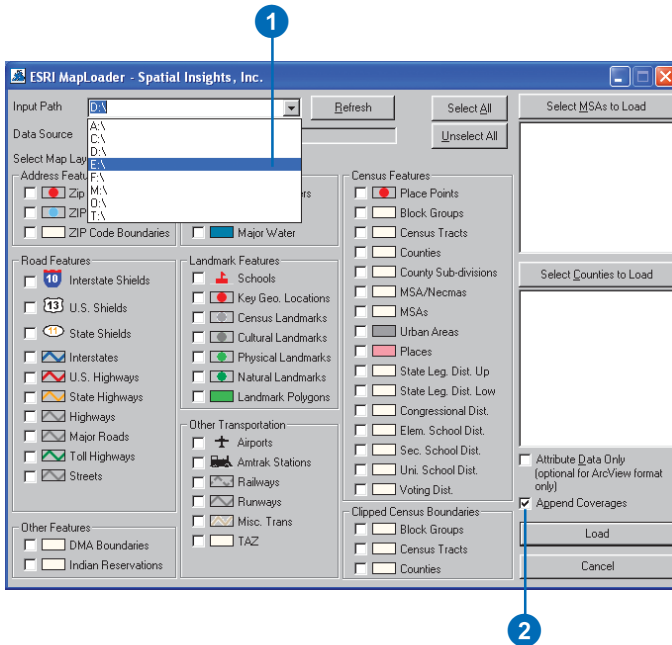 1
ESRI MapLoader - Spatial Insights, Inc.
Input Path
D:\
Refresh
Select All
Unselect All
Data Source
A:\
C:\
D:\
E:\
F:\
M:\
O:\
T:\
Select Map Lay
Address Featu
Zip
ZIP
ZIP Code Boundaries
Major Water
Road Features
10 Interstate Shields
13 U.S. Shields
11 State Shields
Interstates
U.S. Highways
State Highways
Highways
Major Roads
Toll Highways
Streets
Other Features
DMA Boundaries
Indian Reservations
Landmark Features
Schools
Key Geo. Locations
Census Landmarks
Cultural Landmarks
Physical Landmarks
Natural Landmarks
Landmark Polygons
Other Transportation
Airports
Amtrak Stations
Railways
Runways
Misc. Trans
TAZ
Census Features
Place Points
Block Groups
Census Tracts
Counties
County Sub-divisions
MSA/Necmas
MSAs
Urban Areas
Places
State Leg. Dist. Up
State Leg. Dist. Low
Congressional Dist.
Elem. School Dist.
Sec. School Dist.
Uni. School Dist.
Voting Dist.
Clipped Census Boundaries
Block Groups
Census Tracts
Counties
Select MSAs to Load
Select Counties to Load
Attribute Data Only
(optional for ArcView format
only)
Append Coverages
Load
Cancel
2